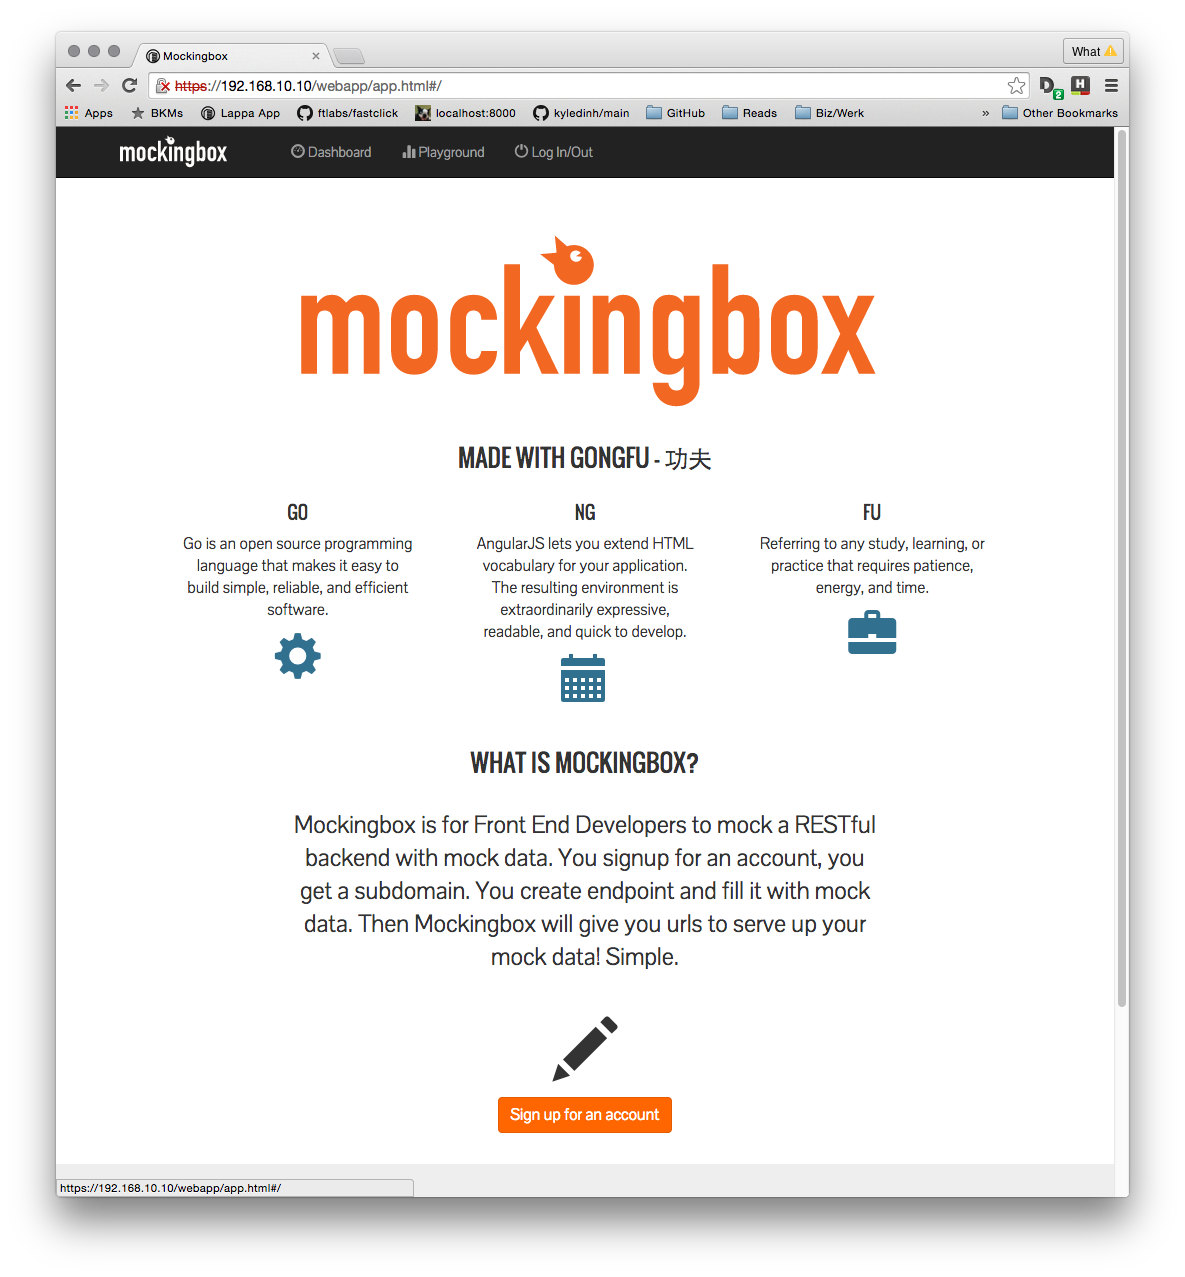 Mockingbox
What
https://192.168.10.10/webapp/app.html#/
2
H
Apps
BKMs
Lappa App
ftlabs/fastclick
localhost:8000
kyledinh/main
GitHub
Reads
Biz/Werk
»
Other Bookmarks
mockingbox
Dashboard
Playground
Log In/Out
mockingbox
MADE WITH GONGFU - 功夫
GO
Go is an open source programming
language that makes it easy to
build simple, reliable, and efficient
software.
NG
AngularJS lets you extend HTML
vocabulary for your application.
The resulting environment is
extraordinarily expressive,
readable, and quick to develop.
FU
Referring to any study, learning, or
practice that requires patience,
energy, and time.
WHAT IS MOCKINGBOX?
Mockingbox is for Front End Developers to mock a RESTful
backend with mock data. You signup for an account, you
get a subdomain. You create endpoint and fill it with mock
data. Then Mockingbox will give you urls to serve up your
mock data! Simple.
Sign up for an account
https://192.168.10.10/webapp/app.html#/